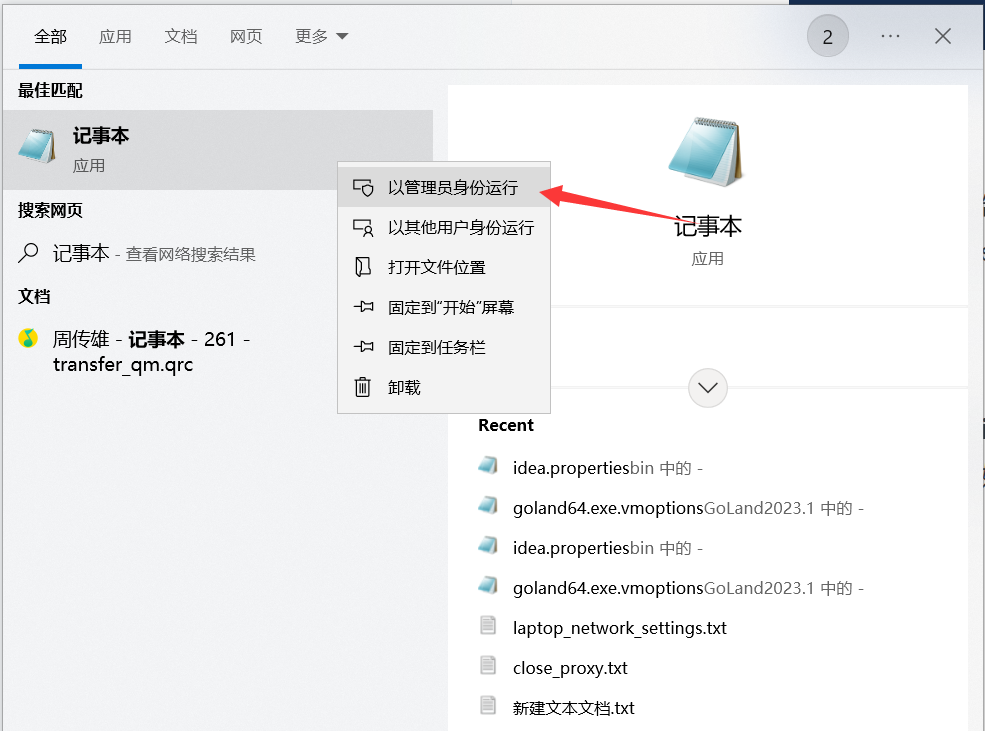 全部 应用 文档 网页 更多 2 ...
最佳匹配
记事本
应用
搜索网页
记事本 - 查看网络搜索结果
文档
周传雄 - 记事本 - 261 -
transfer_qm.qrc
以管理员身份运行
以其他用户身份运行
打开文件位置
固定到“开始”屏幕
固定到任务栏
卸载
记事本
应用
Recent
idea.propertiesbin 中的 -
goland64.exe.vmoptionsGoLand2023.1 中的 -
idea.propertiesbin 中的 -
goland64.exe.vmoptionsGoLand2023.1 中的 -
laptop_network_settings.txt
close_proxy.txt
新建文本文档.txt